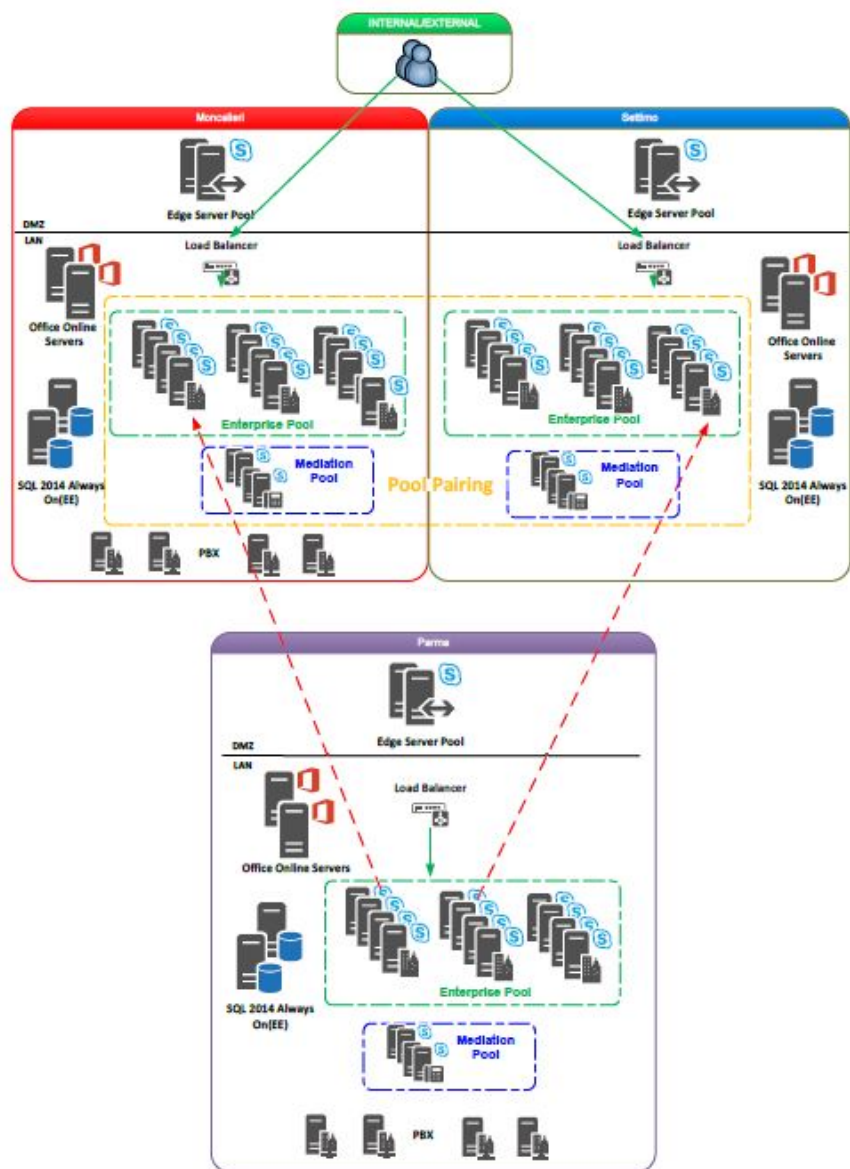 INTERNAL/EXTERNAL
Moncalieri
Settimo
Edge Server Pool
Edge Server Pool
DMZ
LAN
Load Balancer
Load Balancer
Office Online
Servers
Office Online
Servers
Enterprise Pool
Enterprise Pool
SQL 2014 Always
On(EE)
Mediation
Pool
Pool Pairing
Mediation
Pool
SQL 2014 Always
On(EE)
PBX
Parma
Edge Server Pool
DMZ
LAN
Load Balancer
Office Online Servers
Enterprise Pool
SQL 2014 Always
On(EE)
Mediation
Pool
PBX